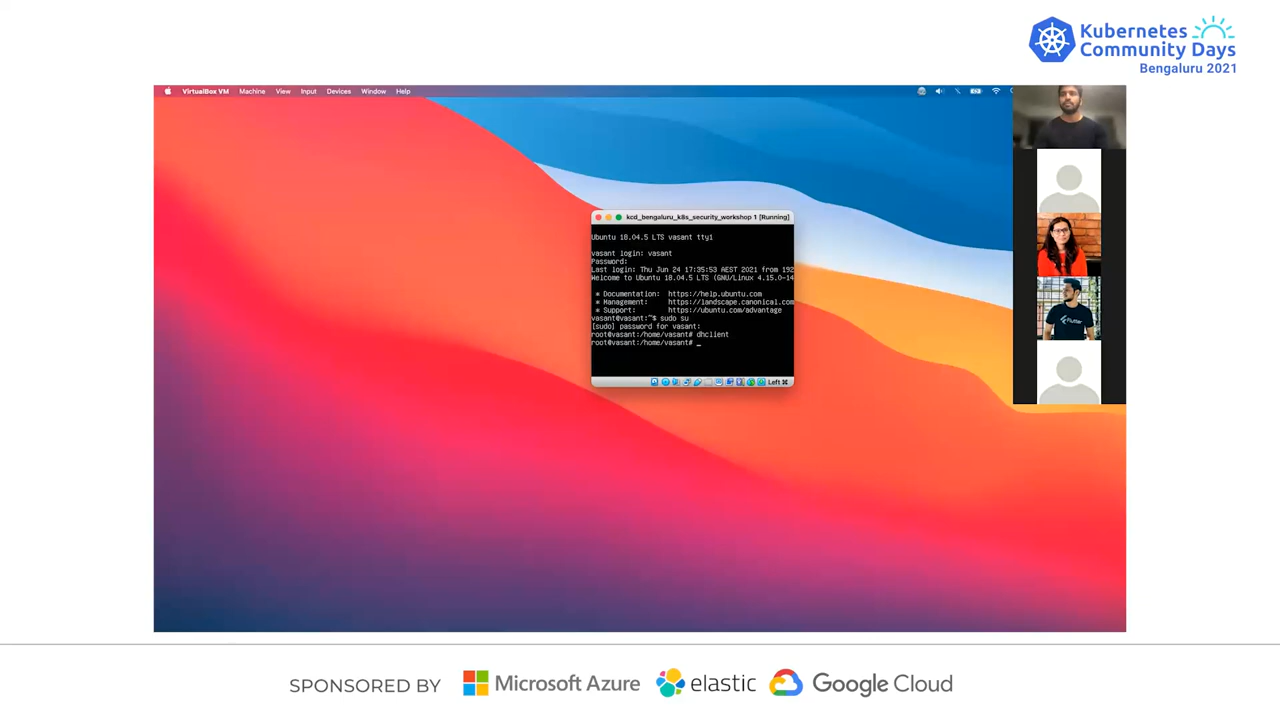 Kubernetes
Community Days
Bengaluru 2021
VirtualBox VM Machine View Input Devices Window Help
kcd_bengaluru_k8s_security_workshop 1 [Running]
Ubuntu 18.04.5 LTS vasant tty1
vasant login: vasant
Password:
Last login: Thu Jun 24 17:35:53 AEST 2021 from 192
Welcome to Ubuntu 18.04.5 LTS (GNU/Linux 4.15.0-14
* Documentation: https://help.ubuntu.com
* Management: https://landscape.canonical.com
* Support: https://ubuntu.com/advantage
vasant@vasant:~$ sudo su
[sudo] password for vasant:
root@vasant:/home/vasant# dhclient
root@vasant:/home/vasant# _
Left ⌘
Flutter
SPONSORED BY Microsoft Azure elastic Google Cloud